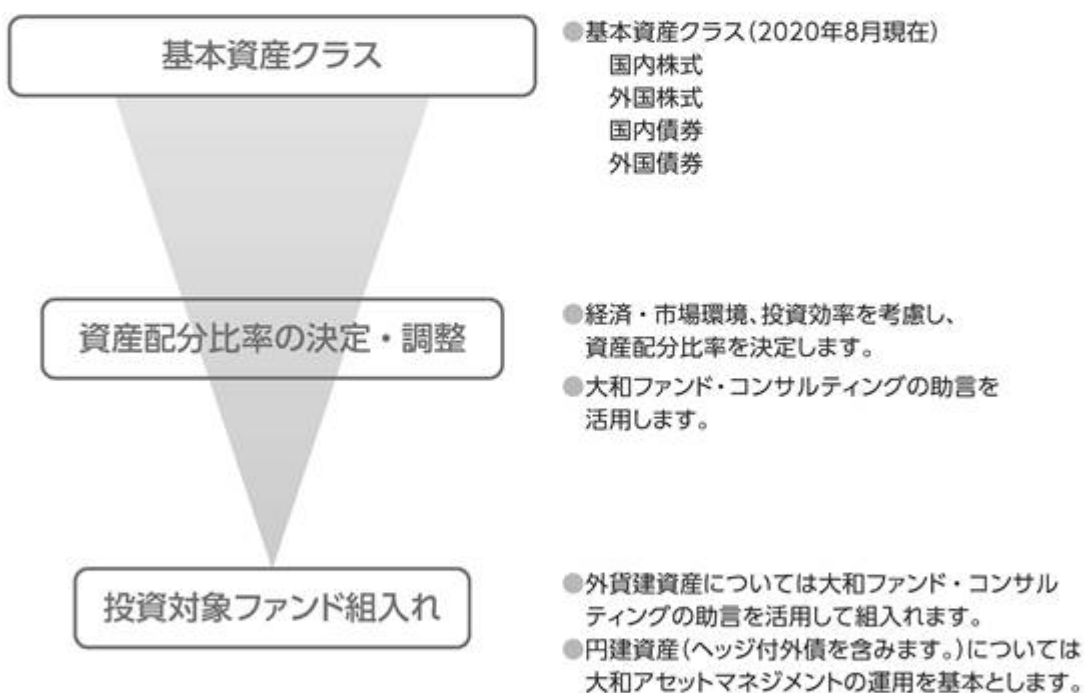 基本資産クラス
●基本資産クラス(2020年8月現在)
国内株式
外国株式
国内債券
外国債券
資産配分比率の決定・調整
●経済・市場環境、投資効率を考慮し、
資産配分比率を決定します。
●大和ファンド・コンサルティングの助言を
活用します。
投資対象ファンド組入れ
●外貨建資産については大和ファンド・コンサル
ティングの助言を活用して組入れます。
●円建資産(ヘッジ付外債を含みます。)については
大和アセットマネジメントの運用を基本とします。